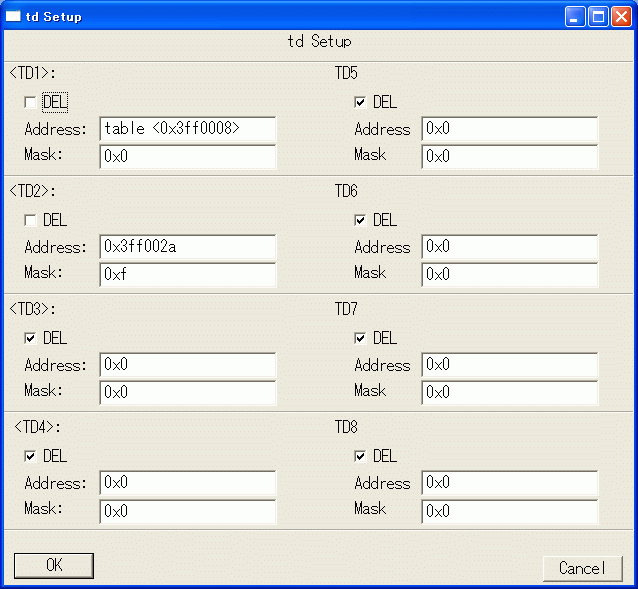 td Setup
td Setup
<TD1>:
DEL
Address: table <0x3ff0008>
Mask: 0x0
TD5
DEL
Address 0x0
Mask 0x0
<TD2>:
DEL
Address: 0x3ff002a
Mask: 0xf
TD6
DEL
Address 0x0
Mask 0x0
<TD3>:
DEL
Address: 0x0
Mask: 0x0
TD7
DEL
Address 0x0
Mask 0x0
<TD4>:
DEL
Address: 0x0
Mask: 0x0
TD8
DEL
Address 0x0
Mask 0x0
OK
Cancel